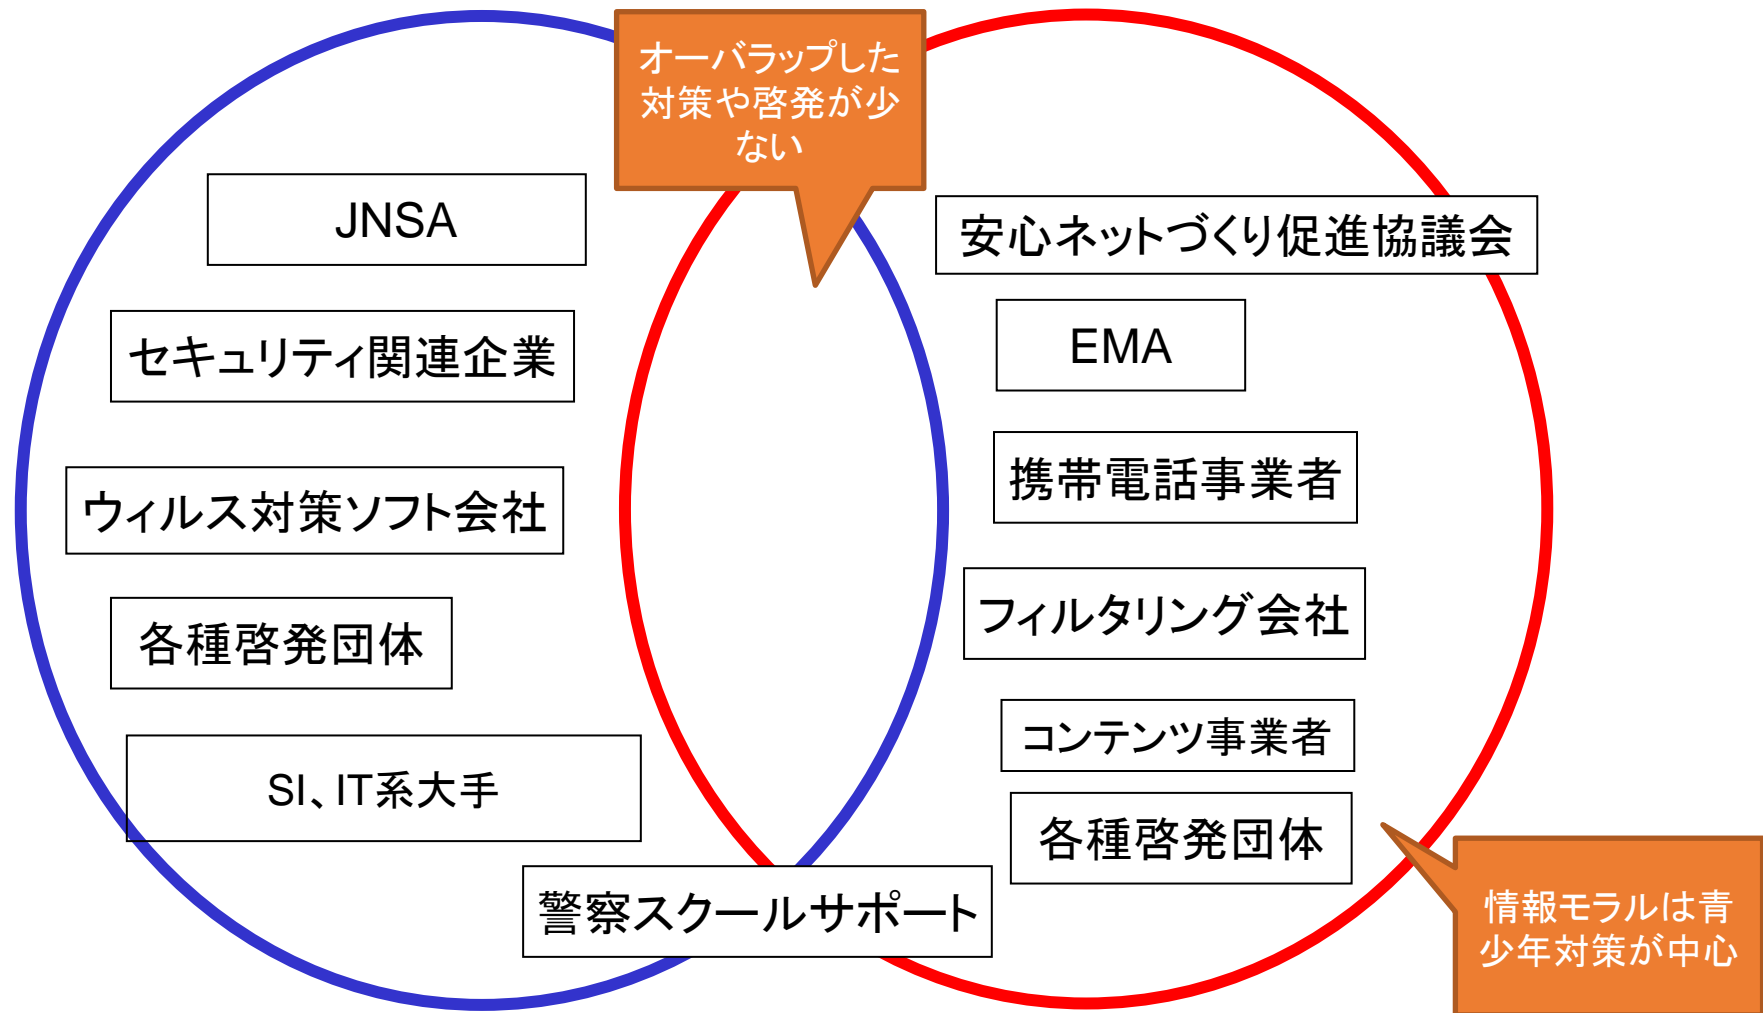 オーバラップした
対策や啓発が少
ない
JNSA
セキュリティ関連企業
ウィルス対策ソフト会社
各種啓発団体
SI、IT系大手
警察スクールサポート
安心ネットづくり促進協議会
EMA
携帯電話事業者
フィルタリング会社
コンテンツ事業者
各種啓発団体
情報モラルは青
少年対策が中心